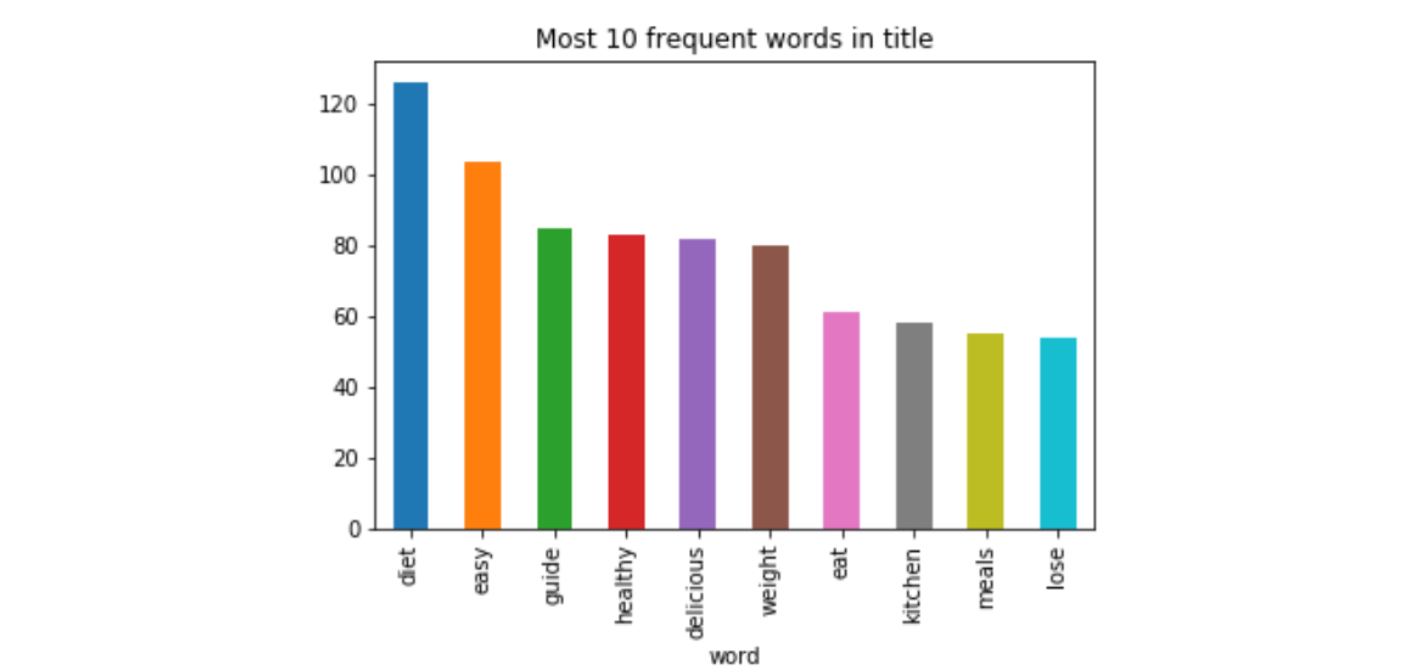 Most 10 frequent words in title
120
100
80
60
40
20
0
diet
easy
guide
healthy
delicious
weight
eat
kitchen
meals
lose
word